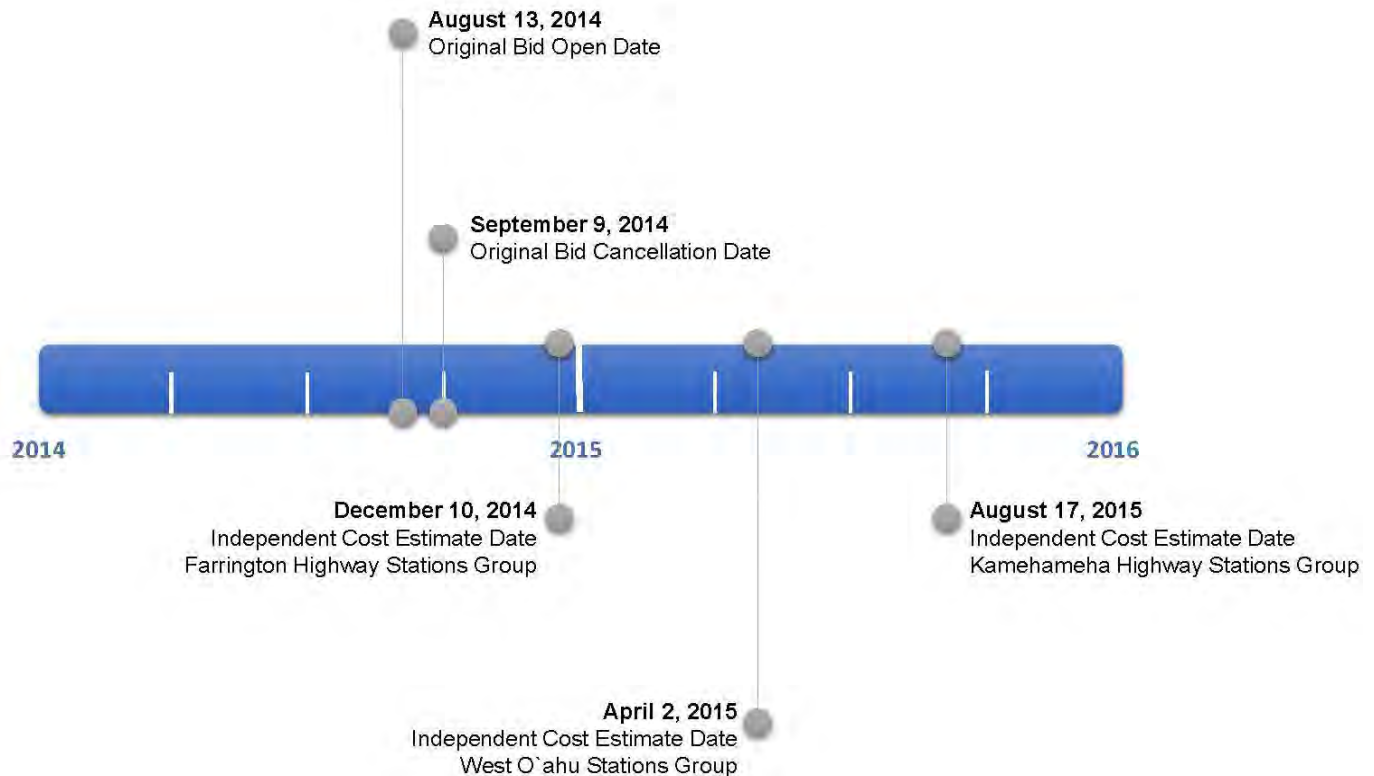 August 13, 2014
Original Bid Open Date
September 9, 2014
Original Bid Cancellation Date
2014
2015
2016
December 10, 2014
Independent Cost Estimate Date
Farrington Highway Stations Group
August 17, 2015
Independent Cost Estimate Date
Kamehameha Highway Stations Group
April 2, 2015
Independent Cost Estimate Date
West O`ahu Stations Group